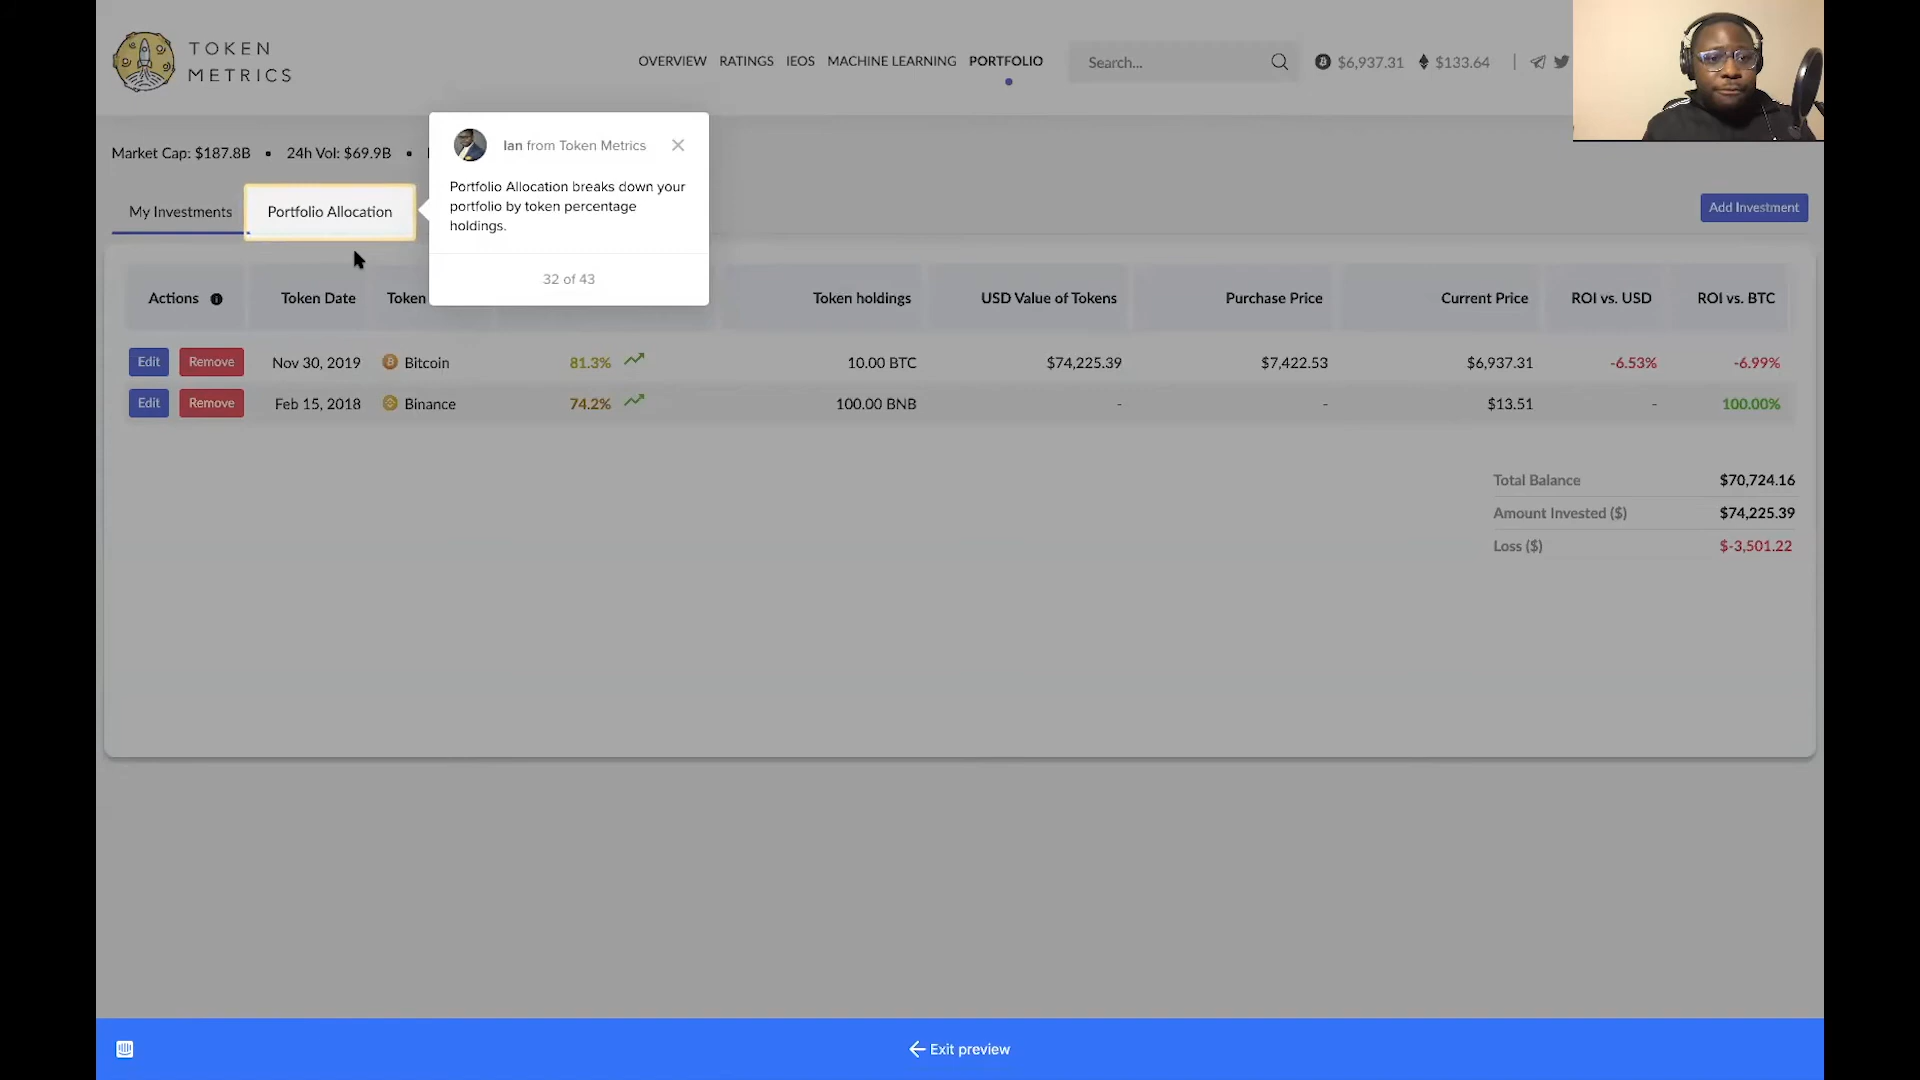 TOKEN
METRICS
OVERVIEW RATINGS IEOS MACHINE LEARNING PORTFOLIO
Search...
$6,937.31 $133.64 |
Market Cap: $187.8B • 24h Vol: $69.9B •
Ian from Token Metrics
Portfolio Allocation breaks down your
portfolio by token percentage
holdings.
32 of 43
My Investments Portfolio Allocation
Add Investment
Actions Token Date Token Token holdings USD Value of Tokens Purchase Price Current Price ROI vs. USD ROI vs. BTC
Edit Remove Nov 30, 2019 Bitcoin 81.3% 10.00 BTC $74,225.39 $7,422.53 $6,937.31 -6.53% -6.99%
Edit Remove Feb 15, 2018 Binance 74.2% 100.00 BNB - - $13.51 - 100.00%
Total Balance $70,724.16
Amount Invested ($) $74,225.39
Loss ($) $-3,501.22
Exit preview